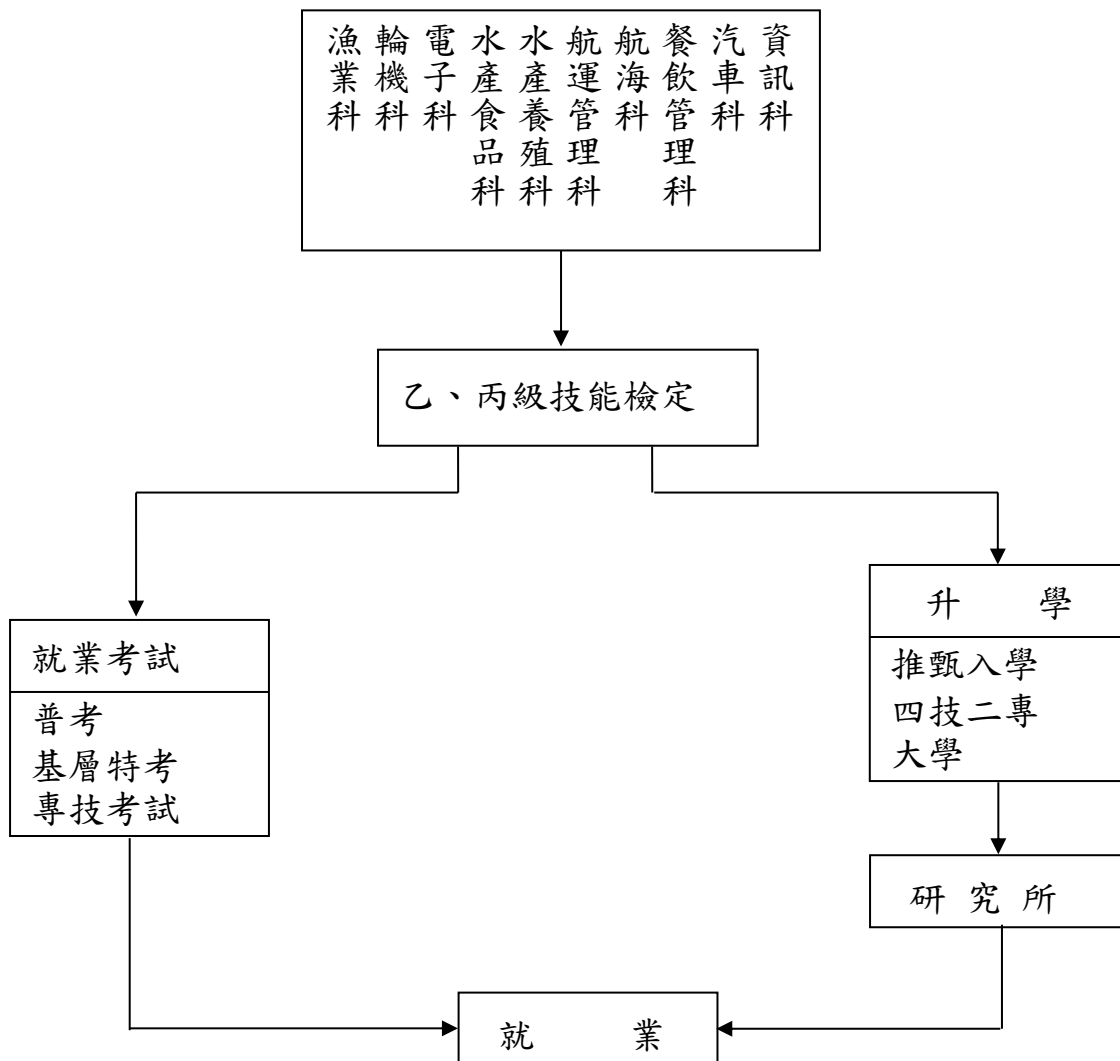 漁業科
輪機科
電子科
水產食品科
水產養殖科
航運管理科
航海科
餐飲管理科
汽車科
資訊科
乙、丙級技能檢定
就業考試
普考
基層特考
專技考試
升 學
推甄入學
四技二專
大學
研 究 所
就 業